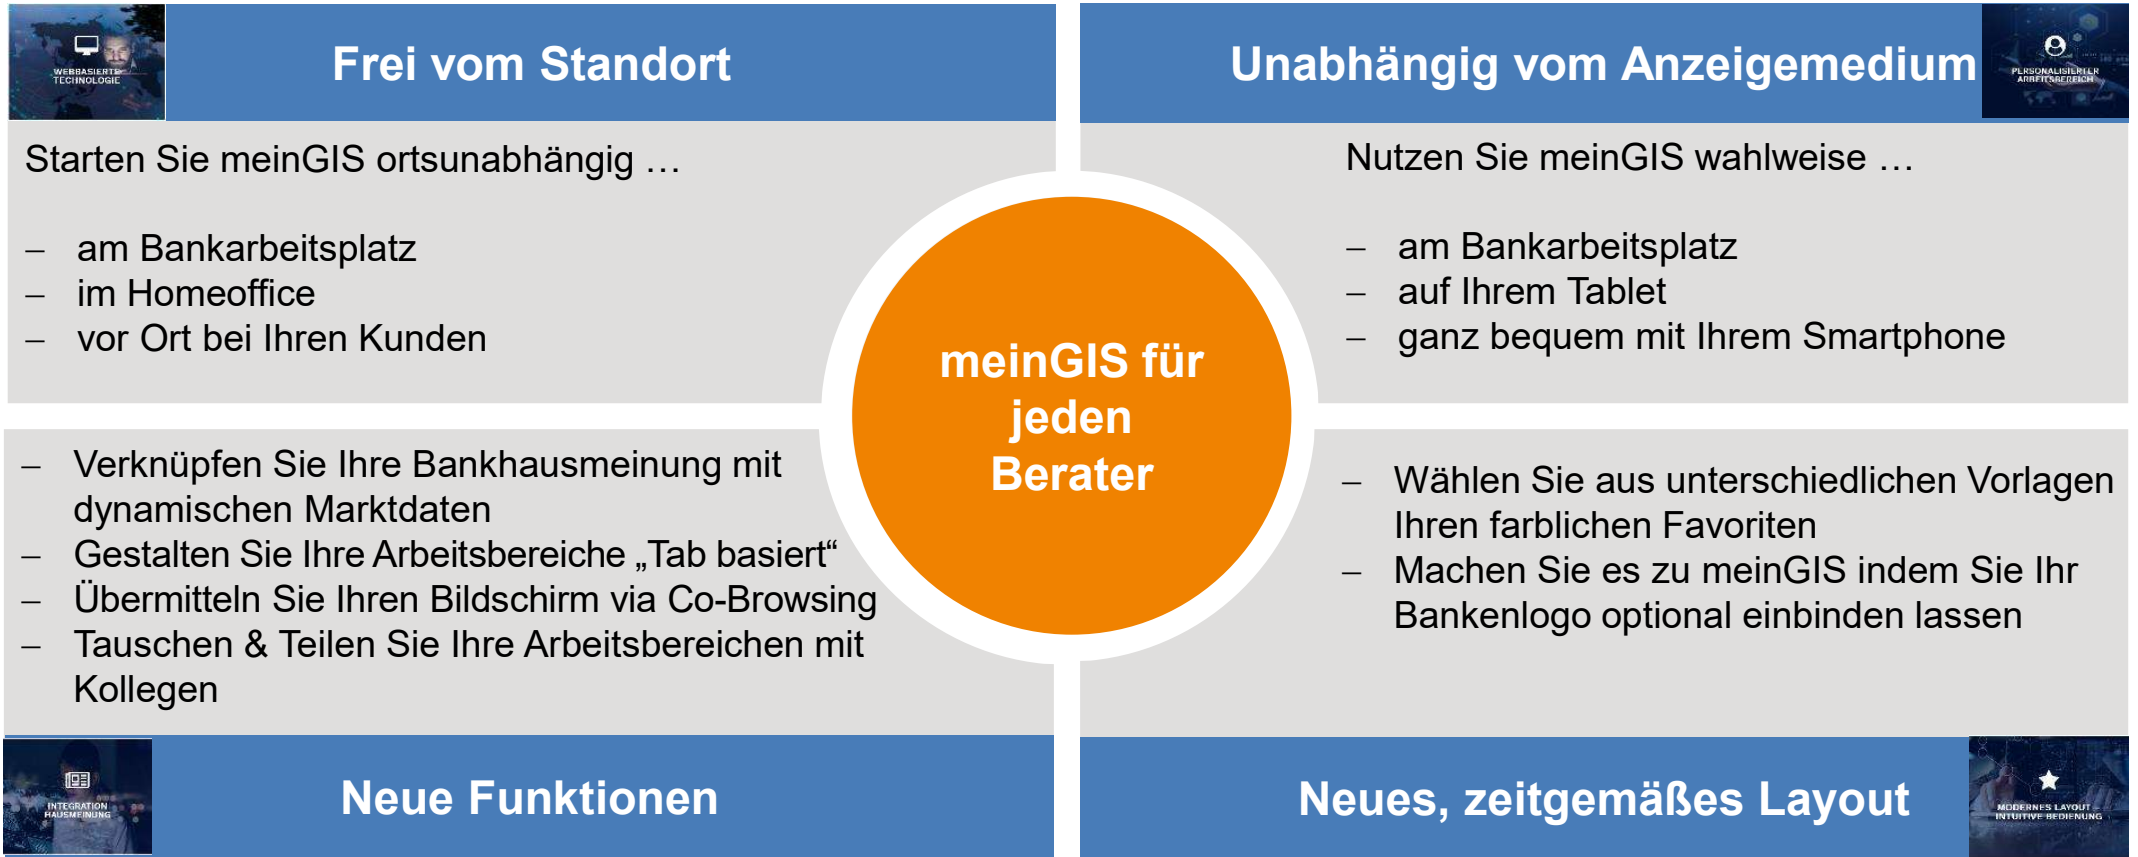 WEBBASIERTE
TECHNOLOGIE
Frei vom Standort
Starten Sie meinGIS ortsunabhängig …
– am Bankarbeitsplatz
– im Homeoffice
– vor Ort bei Ihren Kunden
Unabhängig vom Anzeigemedium
PERSONALISIERTER
ARBEITSBEREICH
Nutzen Sie meinGIS wahlweise …
– am Bankarbeitsplatz
– auf Ihrem Tablet
– ganz bequem mit Ihrem Smartphone
meinGIS für
jeden
Berater
– Verknüpfen Sie Ihre Bankhausmeinung mit
dynamischen Marktdaten
– Gestalten Sie Ihre Arbeitsbereiche „Tab basiert“
– Übermitteln Sie Ihren Bildschirm via Co-Browsing
– Tauschen & Teilen Sie Ihre Arbeitsbereichen mit
Kollegen
INTEGRATION
HAUSMEINUNG
Neue Funktionen
– Wählen Sie aus unterschiedlichen Vorlagen
Ihren farblichen Favoriten
– Machen Sie es zu meinGIS indem Sie Ihr
Bankenlogo optional einbinden lassen
Neues, zeitgemäßes Layout
MODERNES LAYOUT
INTUITIVE BEDIENUNG